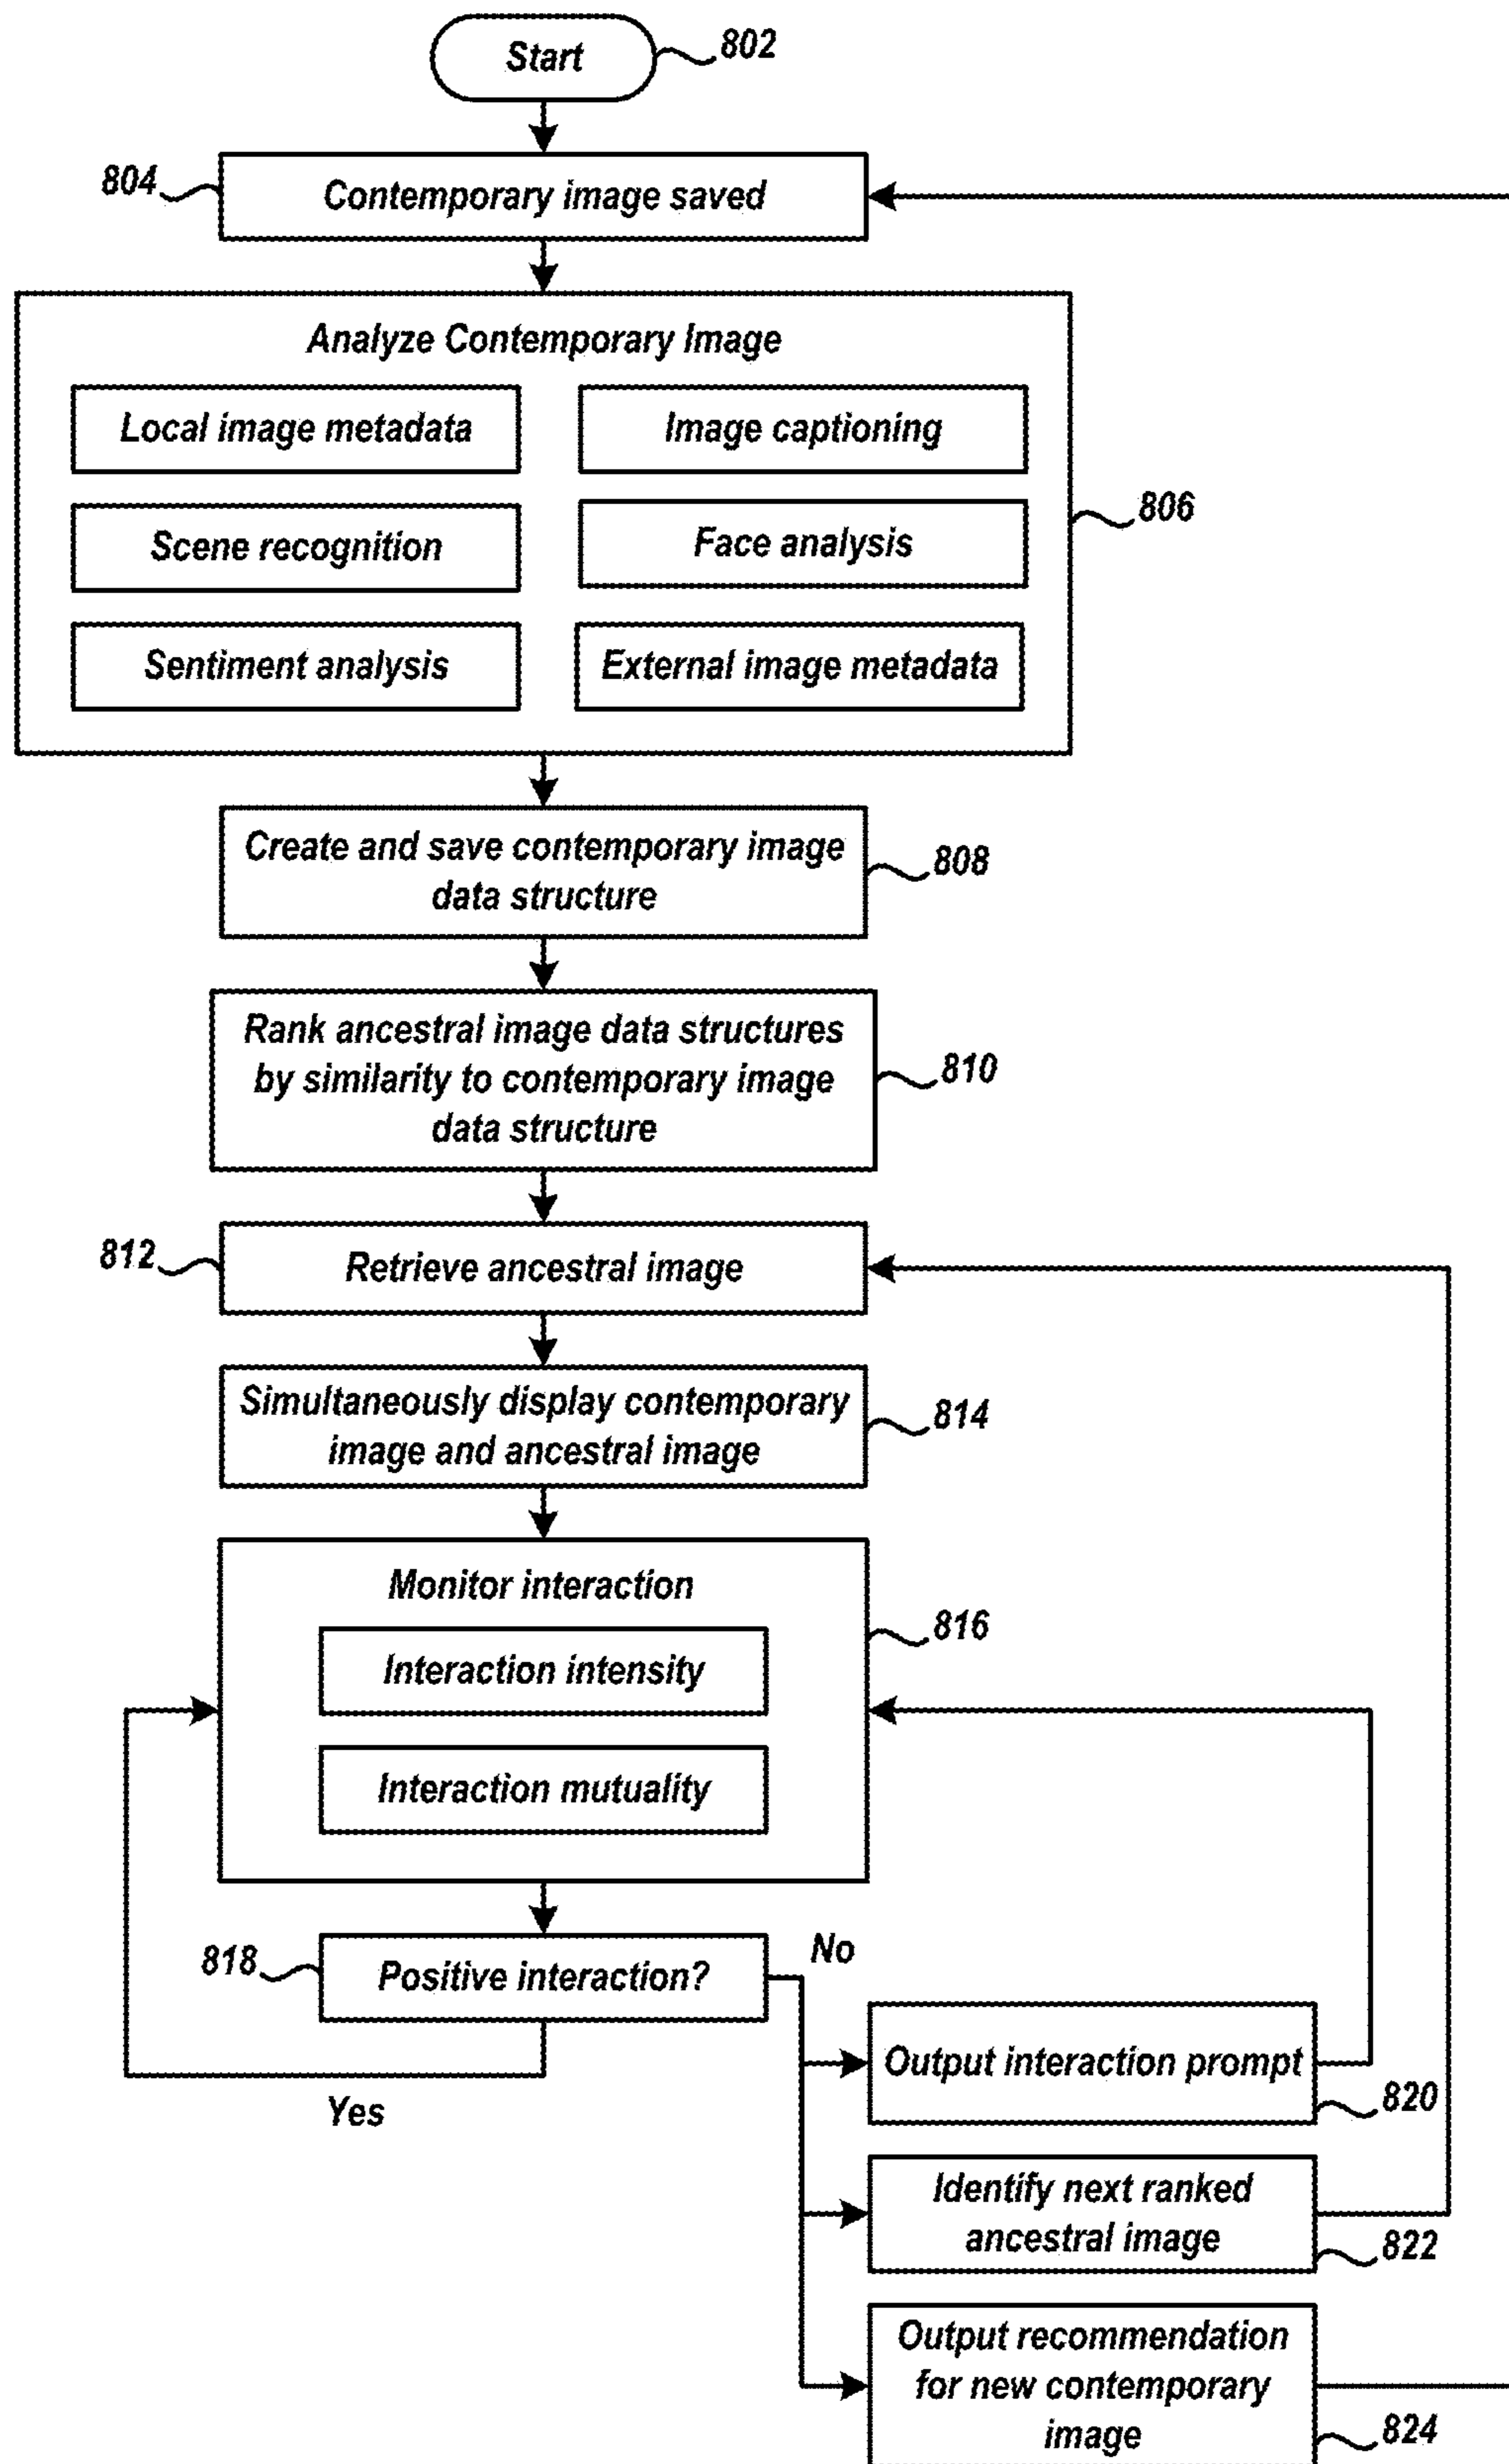 Start
802
804
Contemporary image saved
Analyze Contemporary Image
Local image metadata
Image captioning
Scene recognition
Face analysis
806
Sentiment analysis
External image metadata
Create and save contemporary image
data structure
808
Rank ancestral image data structures
by similarity to contemporary image
data structure
810
812
Retrieve ancestral image
Simultaneously display contemporary
image and ancestral image
814
Monitor interaction
816
Interaction intensity
Interaction mutuality
818
Positive interaction?
No
Yes
Output interaction prompt
820
Identify next ranked
ancestral image
822
Output recommendation
for new contemporary
image
824